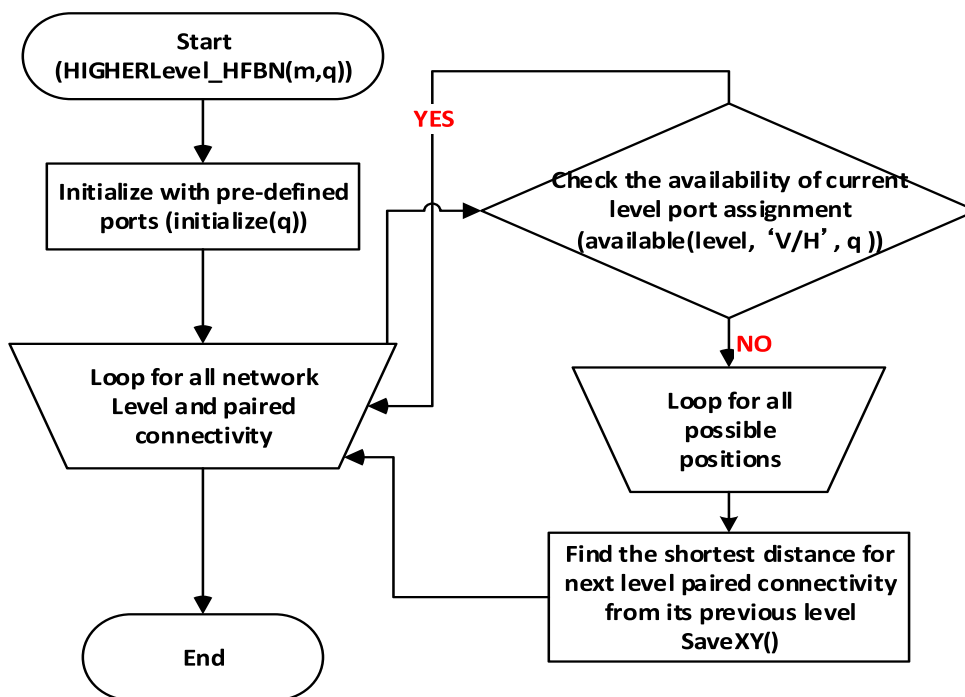 Start
(HIGHERLevel_HFBN(m,q))
YES
Initialize with pre-defined
ports (initialize(q))
Check the availability of current
level port assignment
(available(level, ‘V/H’, q ))
NO
Loop for all network
Level and paired
connectivity
Loop for all
possible
positions
Find the shortest distance for
next level paired connectivity
from its previous level
SaveXY()
End